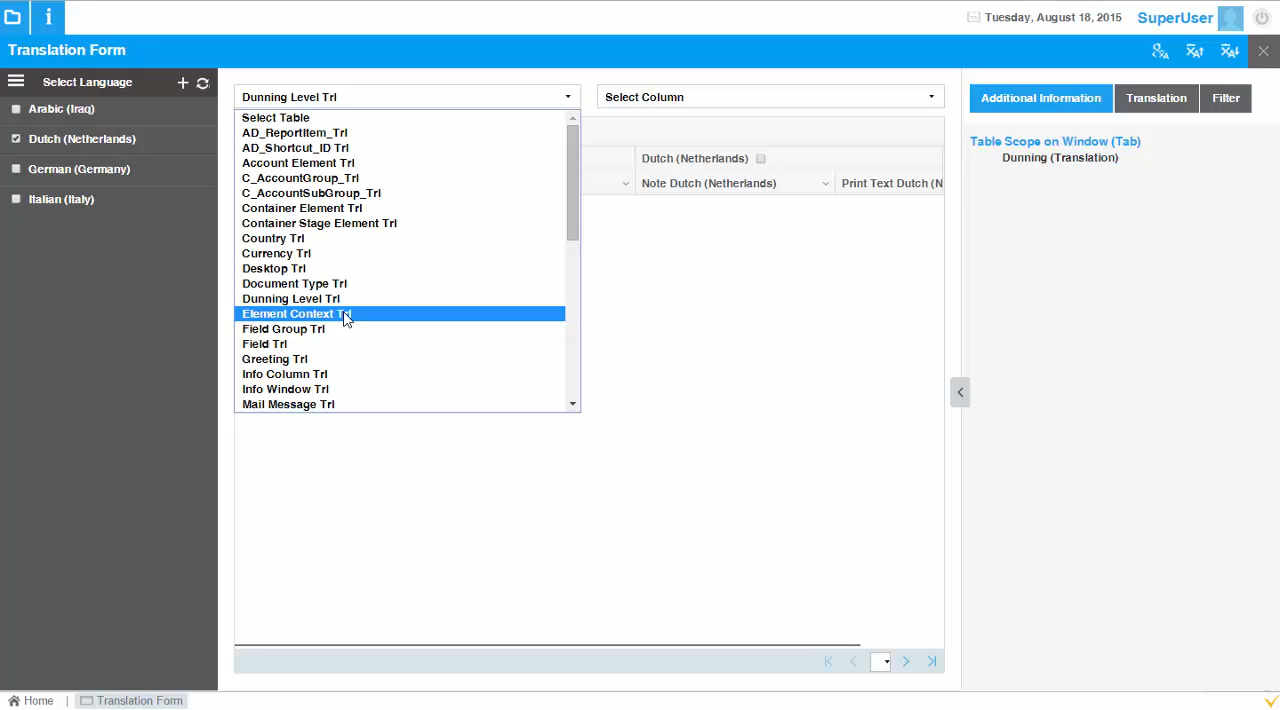 Tuesday, August 18, 2015 SuperUser
Translation Form
Select Language
Arabic (Iraq)
Dutch (Netherlands)
German (Germany)
Italian (Italy)
Dunning Level Trl
Select Column
Select Table
AD_ReportItem_Trl
AD_Shortcut_ID Trl
Account Element Trl
C_AccountGroup_Trl
C_AccountSubGroup_Trl
Container Element Trl
Container Stage Element Trl
Country Trl
Currency Trl
Desktop Trl
Document Type Trl
Dunning Level Trl
Element Context Trl
Field Group Trl
Field Trl
Greeting Trl
Info Column Trl
Info Window Trl
Mail Message Trl
Dutch (Netherlands)
Note Dutch (Netherlands) Print Text Dutch (N
Additional Information Translation Filter
Table Scope on Window (Tab)
Dunning (Translation)
Home | Translation Form